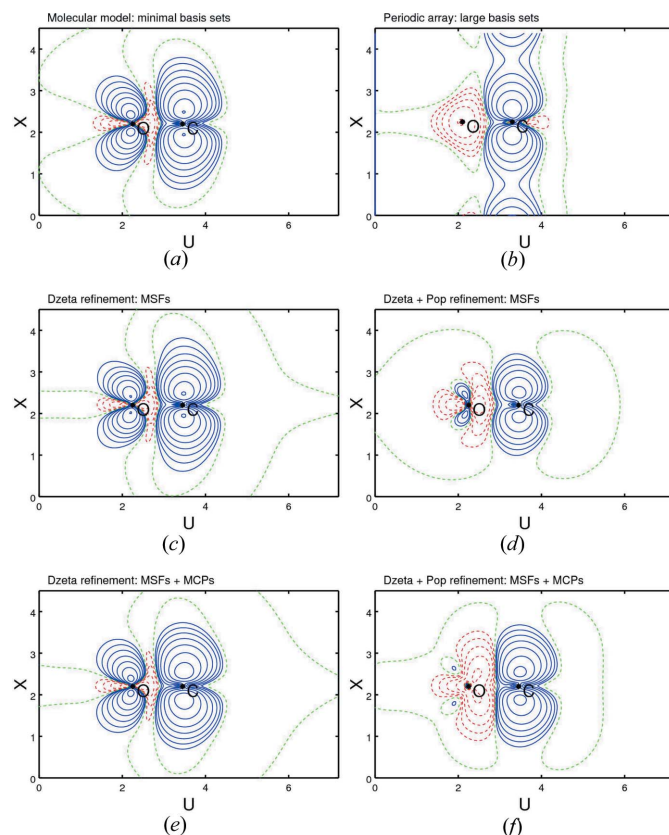 Molecular model: minimal basis sets
4
3
X 2
1
0
0 2 4 6
U
O C
(a)
Periodic array: large basis sets
4
3
X 2
1
0
0 2 4 6
U
O C
(b)
Dzeta refinement: MSFs
4
3
X 2
1
0
0 2 4 6
U
O C
(c)
Dzeta + Pop refinement: MSFs
4
3
X 2
1
0
0 2 4 6
U
O C
(d)
Dzeta refinement: MSFs + MCPs
4
3
X 2
1
0
0 2 4 6
U
O C
(e)
Dzeta + Pop refinement: MSFs + MCPs
4
3
X 2
1
0
0 2 4 6
U
O C
(f)